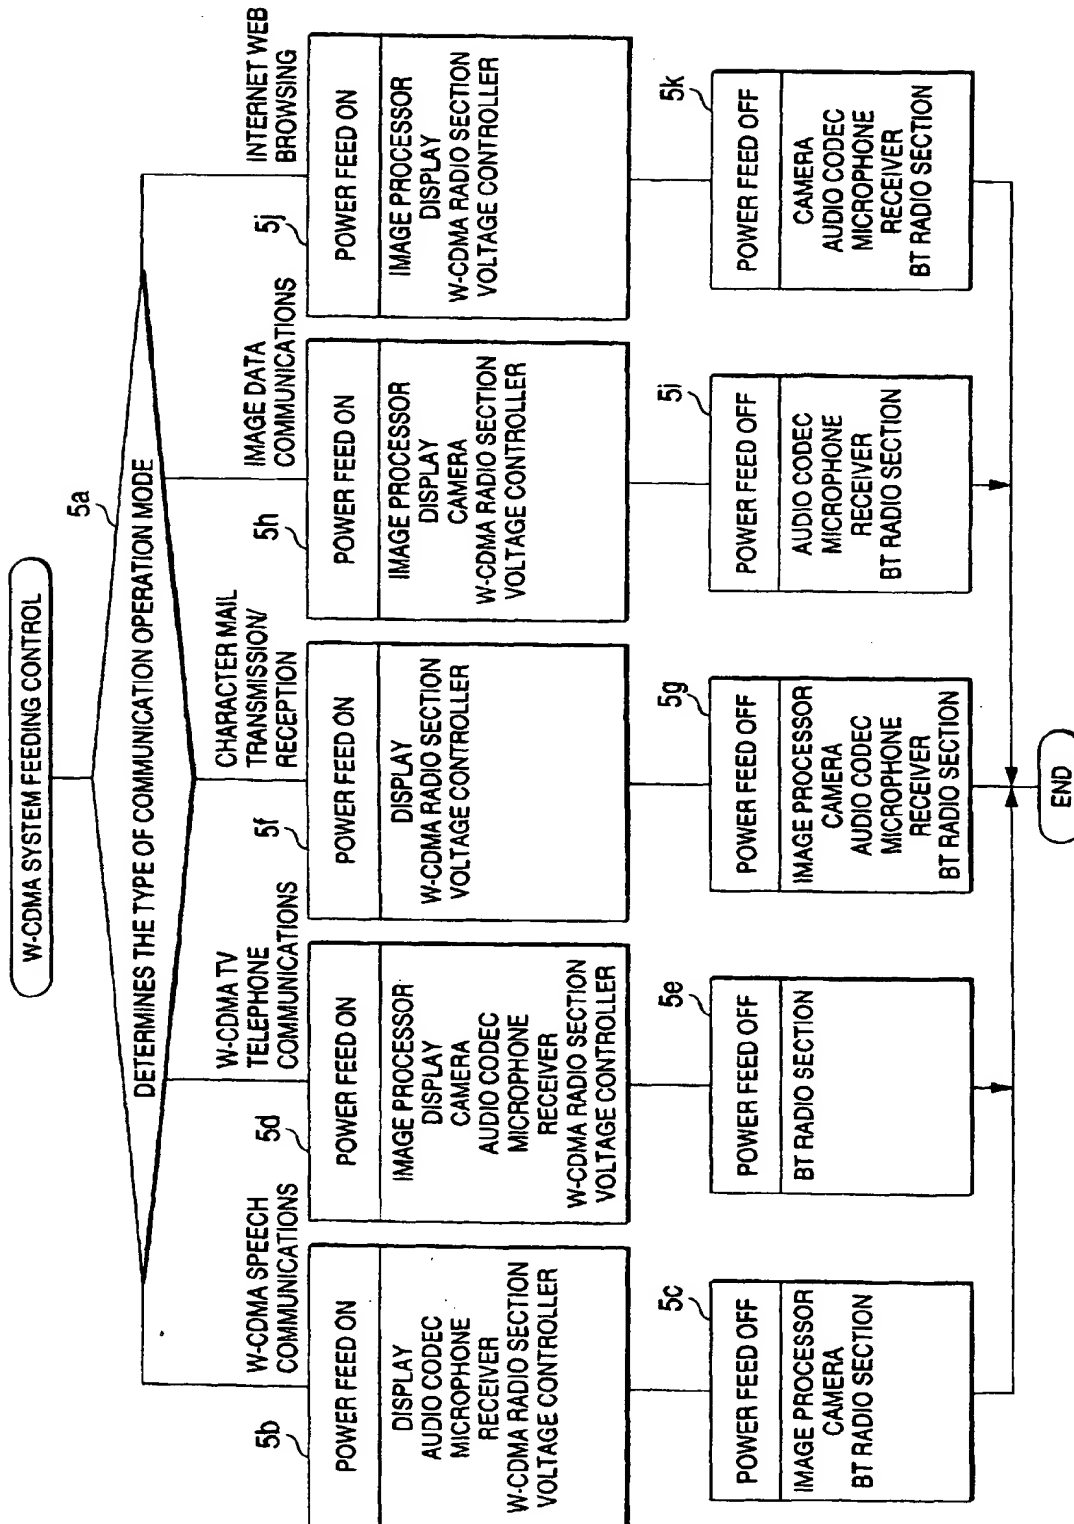 W-CDMA SYSTEM FEEDING CONTROL
5a
DETERMINES THE TYPE OF COMMUNICATION OPERATION MODE
W-CDMA SPEECH
COMMUNICATIONS
5b
POWER FEED ON
DISPLAY
AUDIO CODEC
MICROPHONE
RECEIVER
W-CDMA RADIO SECTION
VOLTAGE CONTROLLER
5c
POWER FEED OFF
IMAGE PROCESSOR
CAMERA
BT RADIO SECTION
W-CDMA TV
TELEPHONE
COMMUNICATIONS
5d
POWER FEED ON
IMAGE PROCESSOR
DISPLAY
CAMERA
AUDIO CODEC
MICROPHONE
RECEIVER
W-CDMA RADIO SECTION
VOLTAGE CONTROLLER
5e
POWER FEED OFF
BT RADIO SECTION
CHARACTER MAIL
TRANSMISSION/
RECEPTION
5f
POWER FEED ON
DISPLAY
W-CDMA RADIO SECTION
VOLTAGE CONTROLLER
5g
POWER FEED OFF
IMAGE PROCESSOR
CAMERA
AUDIO CODEC
MICROPHONE
RECEIVER
BT RADIO SECTION
IMAGE DATA
COMMUNICATIONS
5h
POWER FEED ON
IMAGE PROCESSOR
DISPLAY
CAMERA
W-CDMA RADIO SECTION
VOLTAGE CONTROLLER
5i
POWER FEED OFF
AUDIO CODEC
MICROPHONE
RECEIVER
BT RADIO SECTION
INTERNET WEB
BROWSING
5j
POWER FEED ON
IMAGE PROCESSOR
DISPLAY
W-CDMA RADIO SECTION
VOLTAGE CONTROLLER
5k
POWER FEED OFF
CAMERA
AUDIO CODEC
MICROPHONE
RECEIVER
BT RADIO SECTION
END